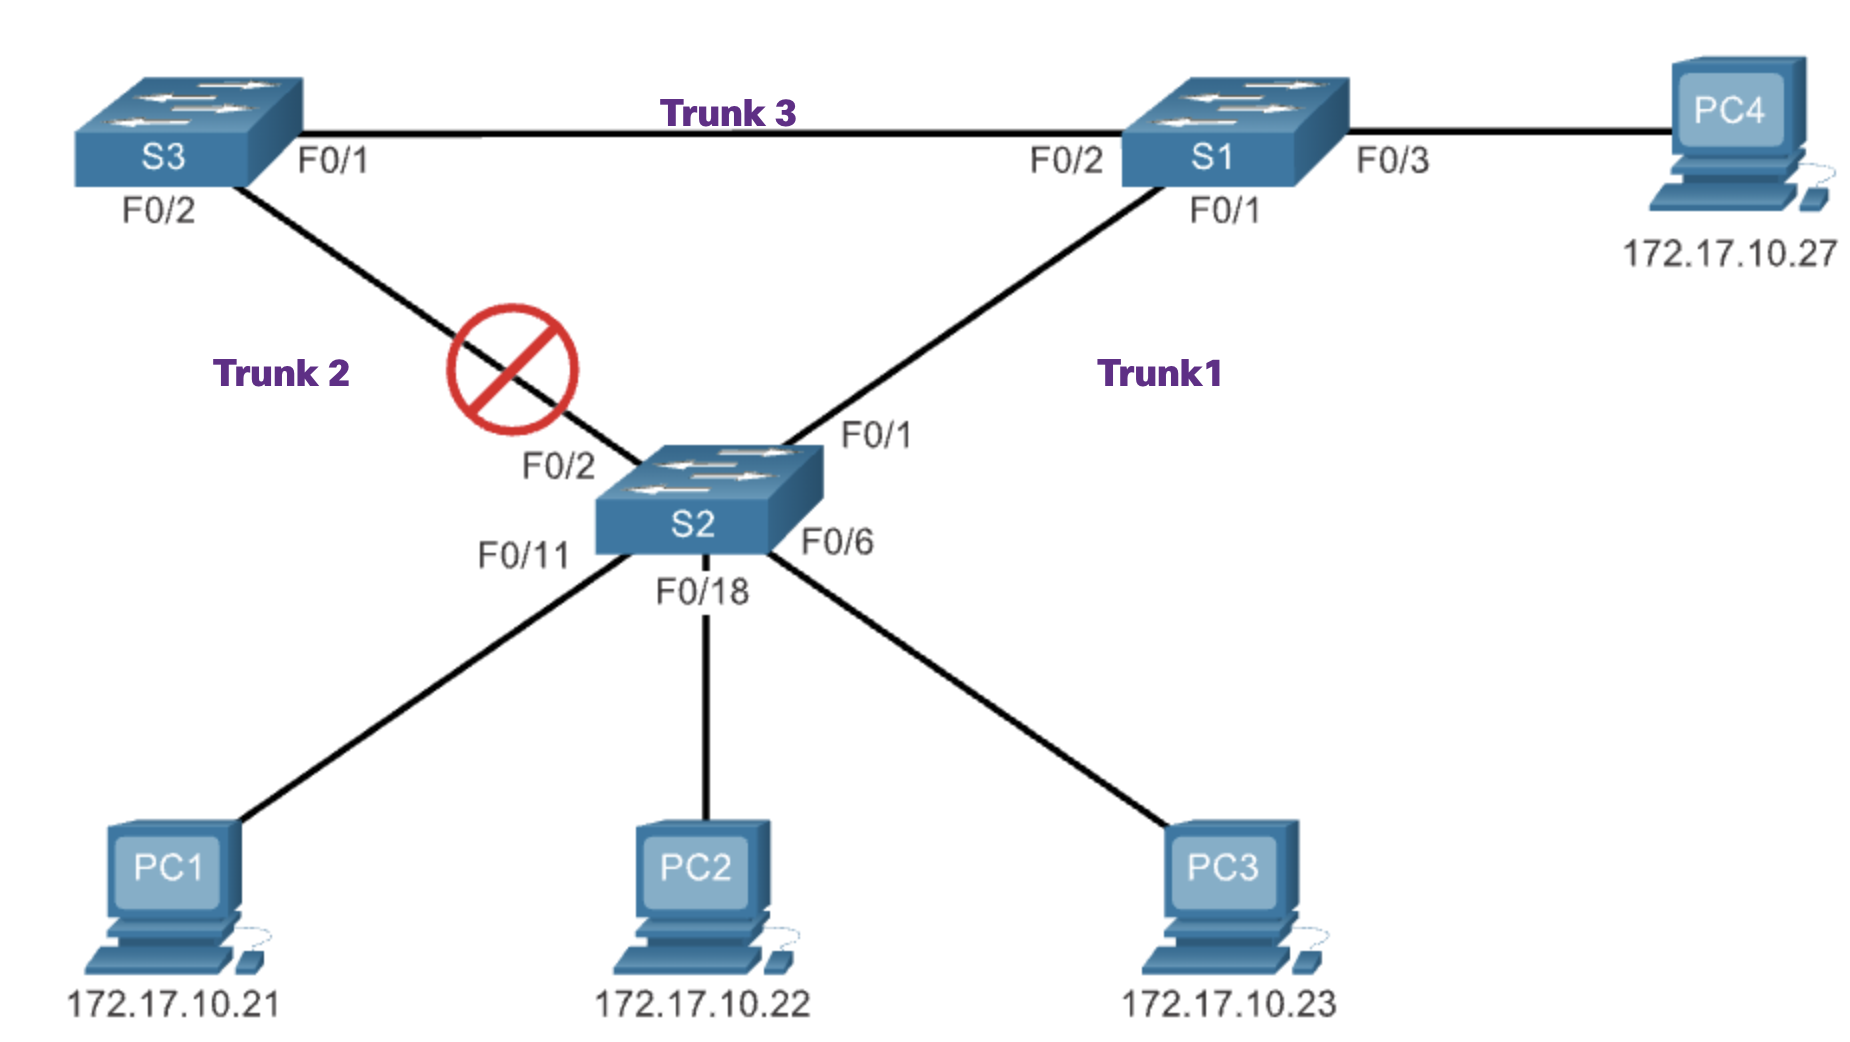 Trunk 3
PC4
S3
F0/1
F0/2
S1
F0/3
F0/2
F0/1
172.17.10.27
Trunk 2
Trunk1
F0/1
F0/2
S2
F0/11
F0/6
F0/18
PC1
PC2
PC3
172.17.10.21
172.17.10.22
172.17.10.23